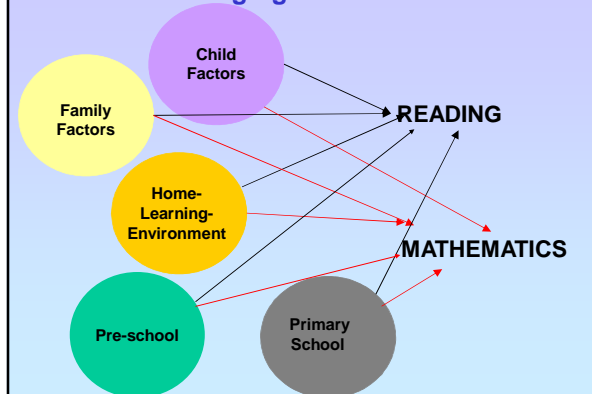 Child
Factors
Family
Factors
READING
Home-
Learning-
Environment
MATHEMATICS
Pre-school
Primary
School